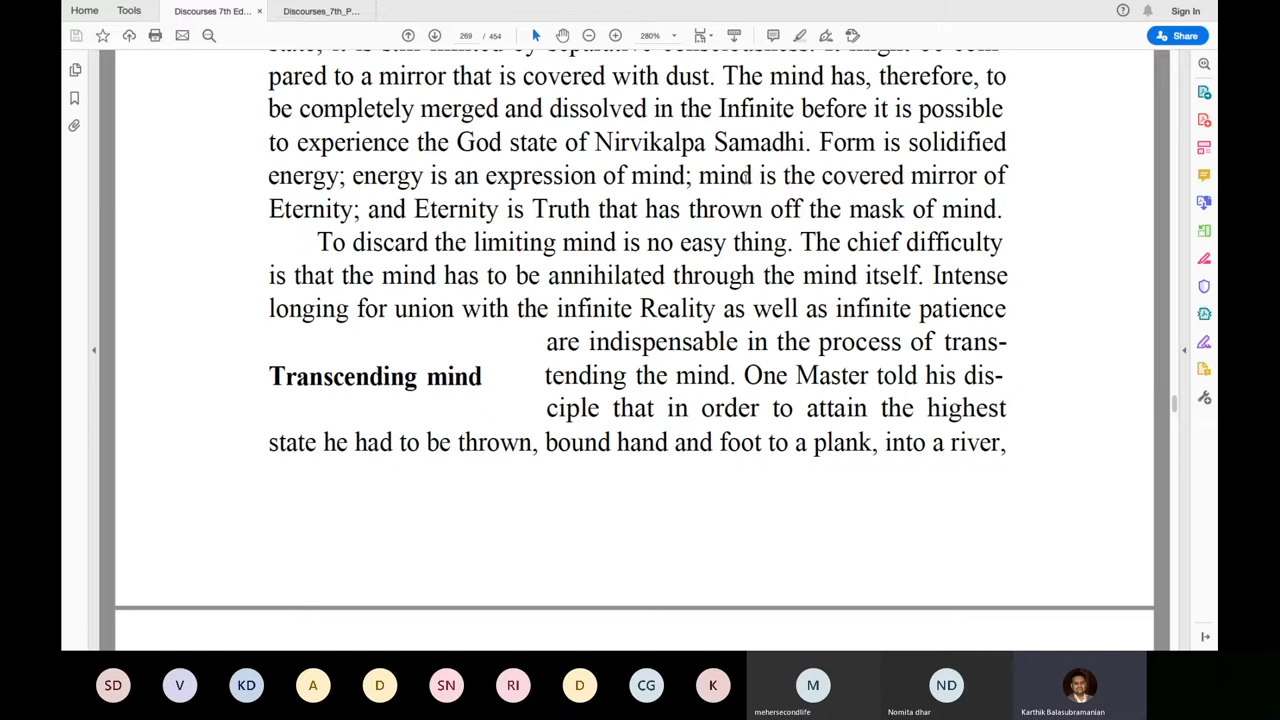 Home
Tools
Discourses 7th Ed... ×
Discourses_7th_P...
Sign In
269 / 454
280%
Share
pared to a mirror that is covered with dust. The mind has, therefore, to
be completely merged and dissolved in the Infinite before it is possible
to experience the God state of Nirvikalpa Samadhi. Form is solidified
energy; energy is an expression of mind; mind is the covered mirror of
Eternity; and Eternity is Truth that has thrown off the mask of mind.
To discard the limiting mind is no easy thing. The chief difficulty
is that the mind has to be annihilated through the mind itself. Intense
longing for union with the infinite Reality as well as infinite patience
are indispensable in the process of trans-
Transcending mind
tending the mind. One Master told his dis-
ciple that in order to attain the highest
state he had to be thrown, bound hand and foot to a plank, into a river,
SD
V
KD
A
D
SN
RI
D
CG
K
M
ND
mehersecondlife
Nomita dhar
Karthik Balasubramanian